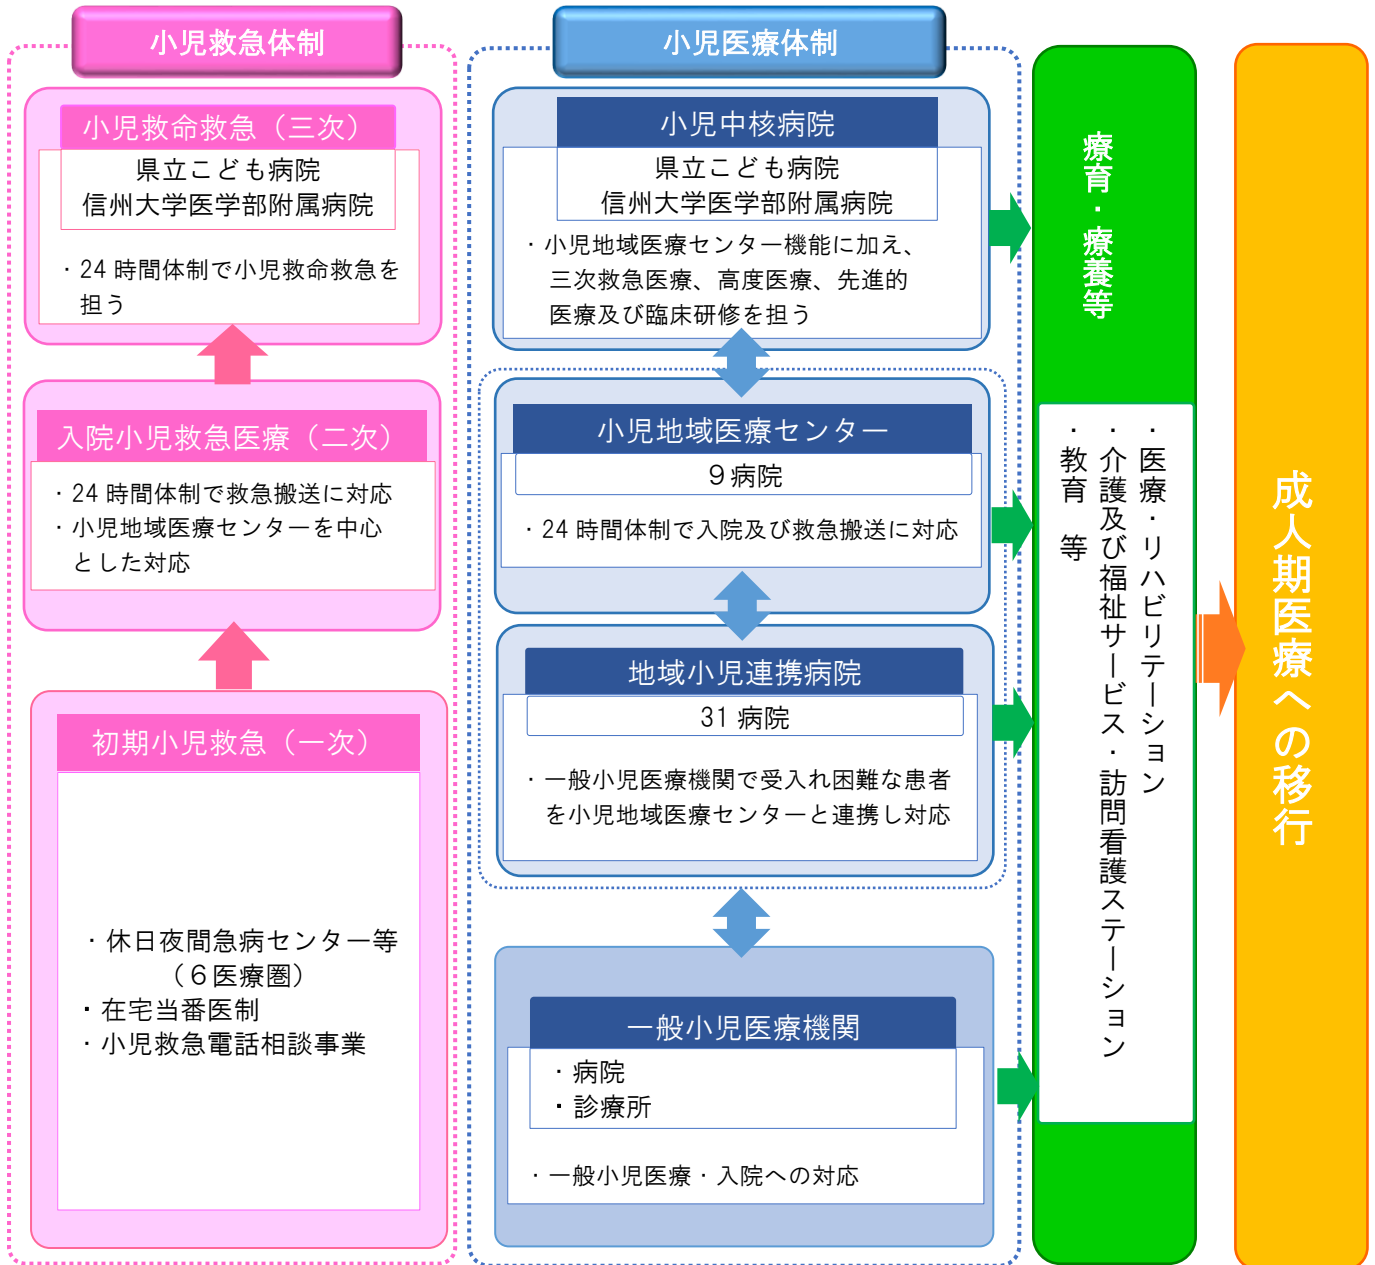 小児救急体制
小児救命救急（三次）
県立こども病院
信州大学医学部附属病院
・24時間体制で小児救命救急を
担う
入院小児救急医療（二次）
・24時間体制で救急搬送に対応
・小児地域医療センターを中心
とした対応
初期小児救急（一次）
・休日夜間急病センター等
（６医療圏）
・在宅当番医制
・小児救急電話相談事業
小児医療体制
小児中核病院
県立こども病院
信州大学医学部附属病院
・小児地域医療センター機能に加え、
三次救急医療、高度医療、先進的
医療及び臨床研修を担う
小児地域医療センター
９病院
・24時間体制で入院及び救急搬送に対応
地域小児連携病院
31病院
・一般小児医療機関で受入れ困難な患者
を小児地域医療センターと連携し対応
一般小児医療機関
・病院
・診療所
・一般小児医療・入院への対応
療育・療養等
・医療・リハビリテーション
・介護及び福祉サービス・訪問看護ステーション
・教育　等
成人期医療への移行